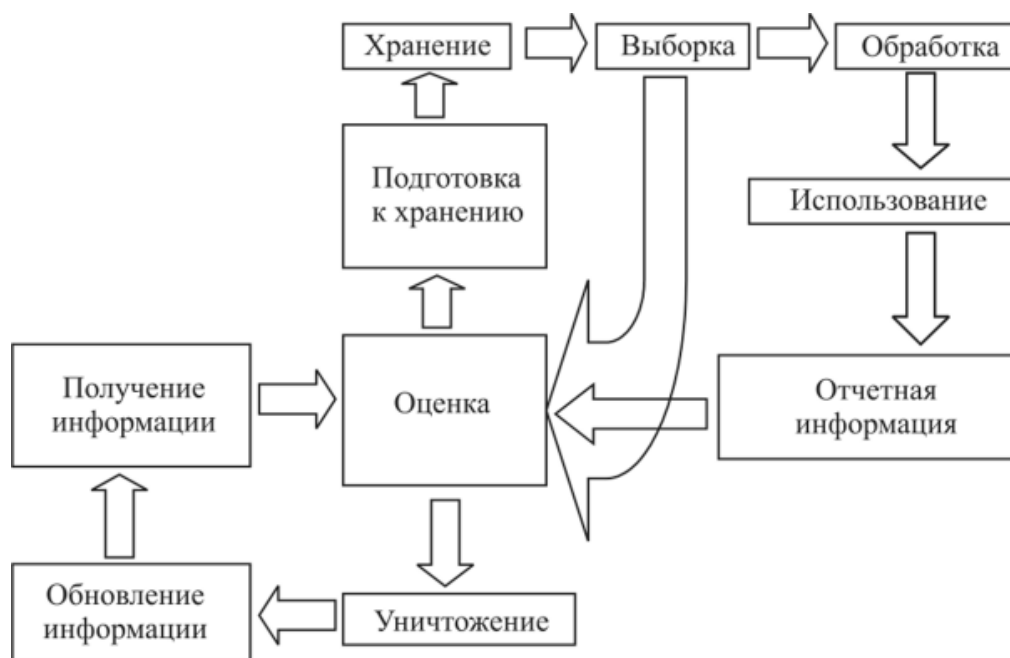 Хранение
Выборка
Обработка
Подготовка
к хранению
Использование
Получение
информации
Оценка
Отчетная
информация
Обновление
информации
Уничтожение